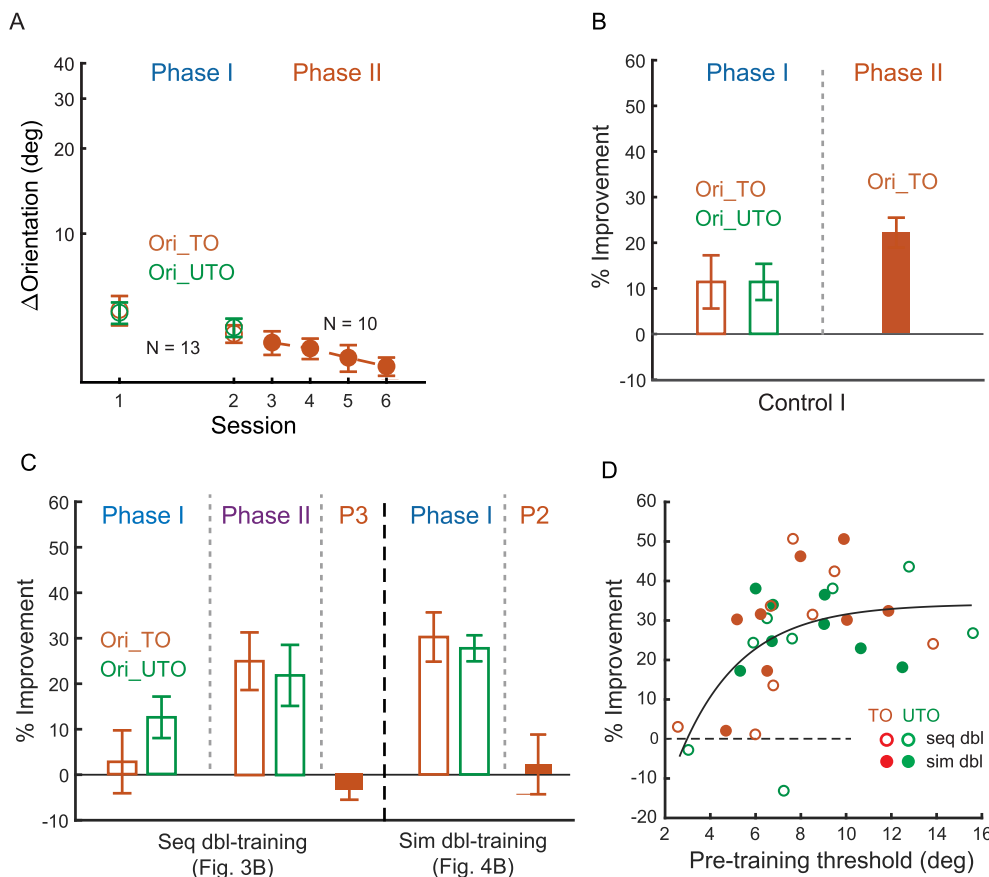 A
Phase I Phase II
40
30
20
10
ΔOrientation (deg)
Ori_TO
Ori_UTO
N = 13
N = 10
1 2 3 4 5 6
Session
B
Phase I Phase II
60
50
40
30
20
10
0
-10
% Improvement
Ori_TO
Ori_UTO
Ori_TO
Control I
C
Phase I Phase II P3 Phase I P2
60
50
40
30
20
10
0
-10
% Improvement
Ori_TO
Ori_UTO
Seq dbl-training
(Fig. 3B)
Sim dbl-training
(Fig. 4B)
D
60
50
40
30
20
10
0
-10
-20
% Improvement
TO UTO
seq dbl
sim dbl
2 4 6 8 10 12 14 16
Pre-training threshold (deg)